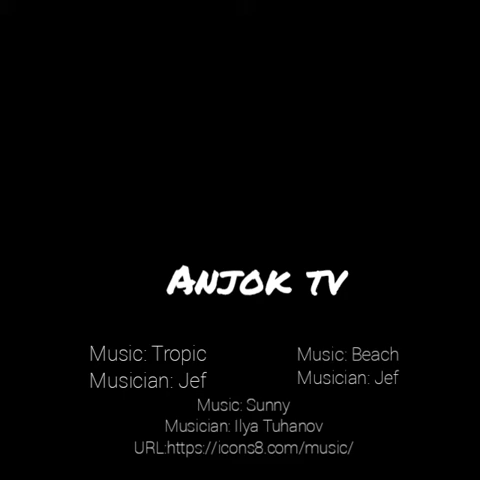 ANJOK TV
Music: Tropic
Musician: Jef
Music: Beach
Musician: Jef
Music: Sunny
Musician: Ilya Tuhanov
URL:https://icons8.com/music/